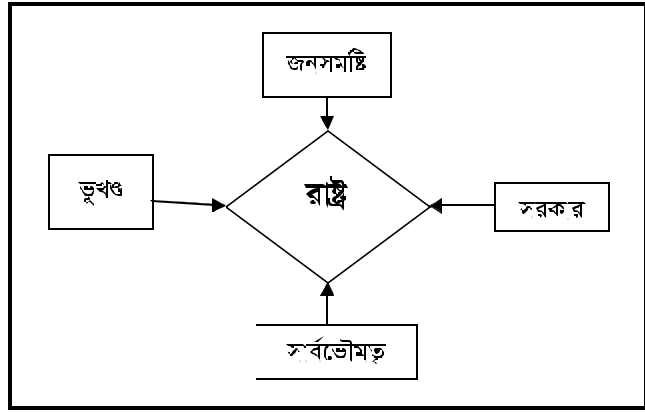 জনসমষ্টি
ভুখণ্ড
রাষ্ট্র
সরকার
সার্বভৌমত্ব